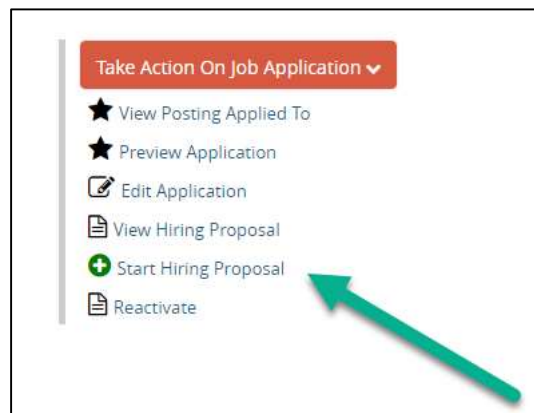 Take Action On Job Application
View Posting Applied To
Preview Application
Edit Application
View Hiring Proposal
Start Hiring Proposal
Reactivate